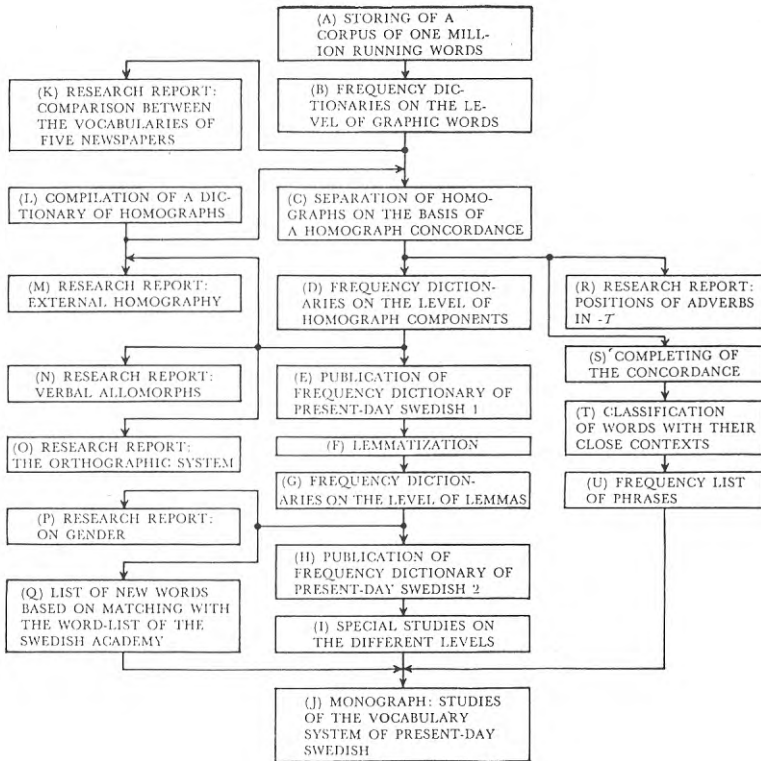 (A) STORING OF A
CORPUS OF ONE MILL-
ION RUNNING WORDS
(K) RESEARCH REPORT:
COMPARISON BETWEEN
THE VOCABULARIES OF
FIVE NEWSPAPERS
(B) FREQUENCY DIC-
TIONARIES ON THE LE-
VEL OF GRAPHIC WORDS
(L) COMPILATION OF A DIC-
TIONARY OF HOMOGRAPHS
(C) SEPARATION OF HOMO-
GRAPHS ON THE BASIS OF
A HOMOGRAPH CONCORDANCE
(M) RESEARCH REPORT:
EXTERNAL HOMOGRAPHY
(D) FREQUENCY DICTION-
ARIES ON THE LEVEL OF
HOMOGRAPH COMPONENTS
(R) RESEARCH REPORT:
POSITIONS OF ADVERBS
IN -T
(N) RESEARCH REPORT:
VERBAL ALLOMORPHS
(E) PUBLICATION OF
FREQUENCY DICTIONARY OF
PRESENT-DAY SWEDISH 1
(S) COMPLETING OF
THE CONCORDANCE
(O) RESEARCH REPORT:
THE ORTHOGRAPHIC SYSTEM
(F) LEMMATIZATION
(T) CLASSIFICATION
OF WORDS WITH THEIR
CLOSE CONTEXTS
(G) FREQUENCY DICTION-
ARIES ON THE LEVEL OF LEMMAS
(U) FREQUENCY LIST
OF PHRASES
(P) RESEARCH REPORT:
ON GENDER
(H) PUBLICATION OF
FREQUENCY DICTIONARY OF
PRESENT-DAY SWEDISH 2
(Q) LIST OF NEW WORDS
BASED ON MATCHING WITH
THE WORD-LIST OF THE
SWEDISH ACADEMY
(I) SPECIAL STUDIES ON
THE DIFFERENT LEVELS
(J) MONOGRAPH: STUDIES
OF THE VOCABULARY
SYSTEM OF PRESENT-DAY
SWEDISH